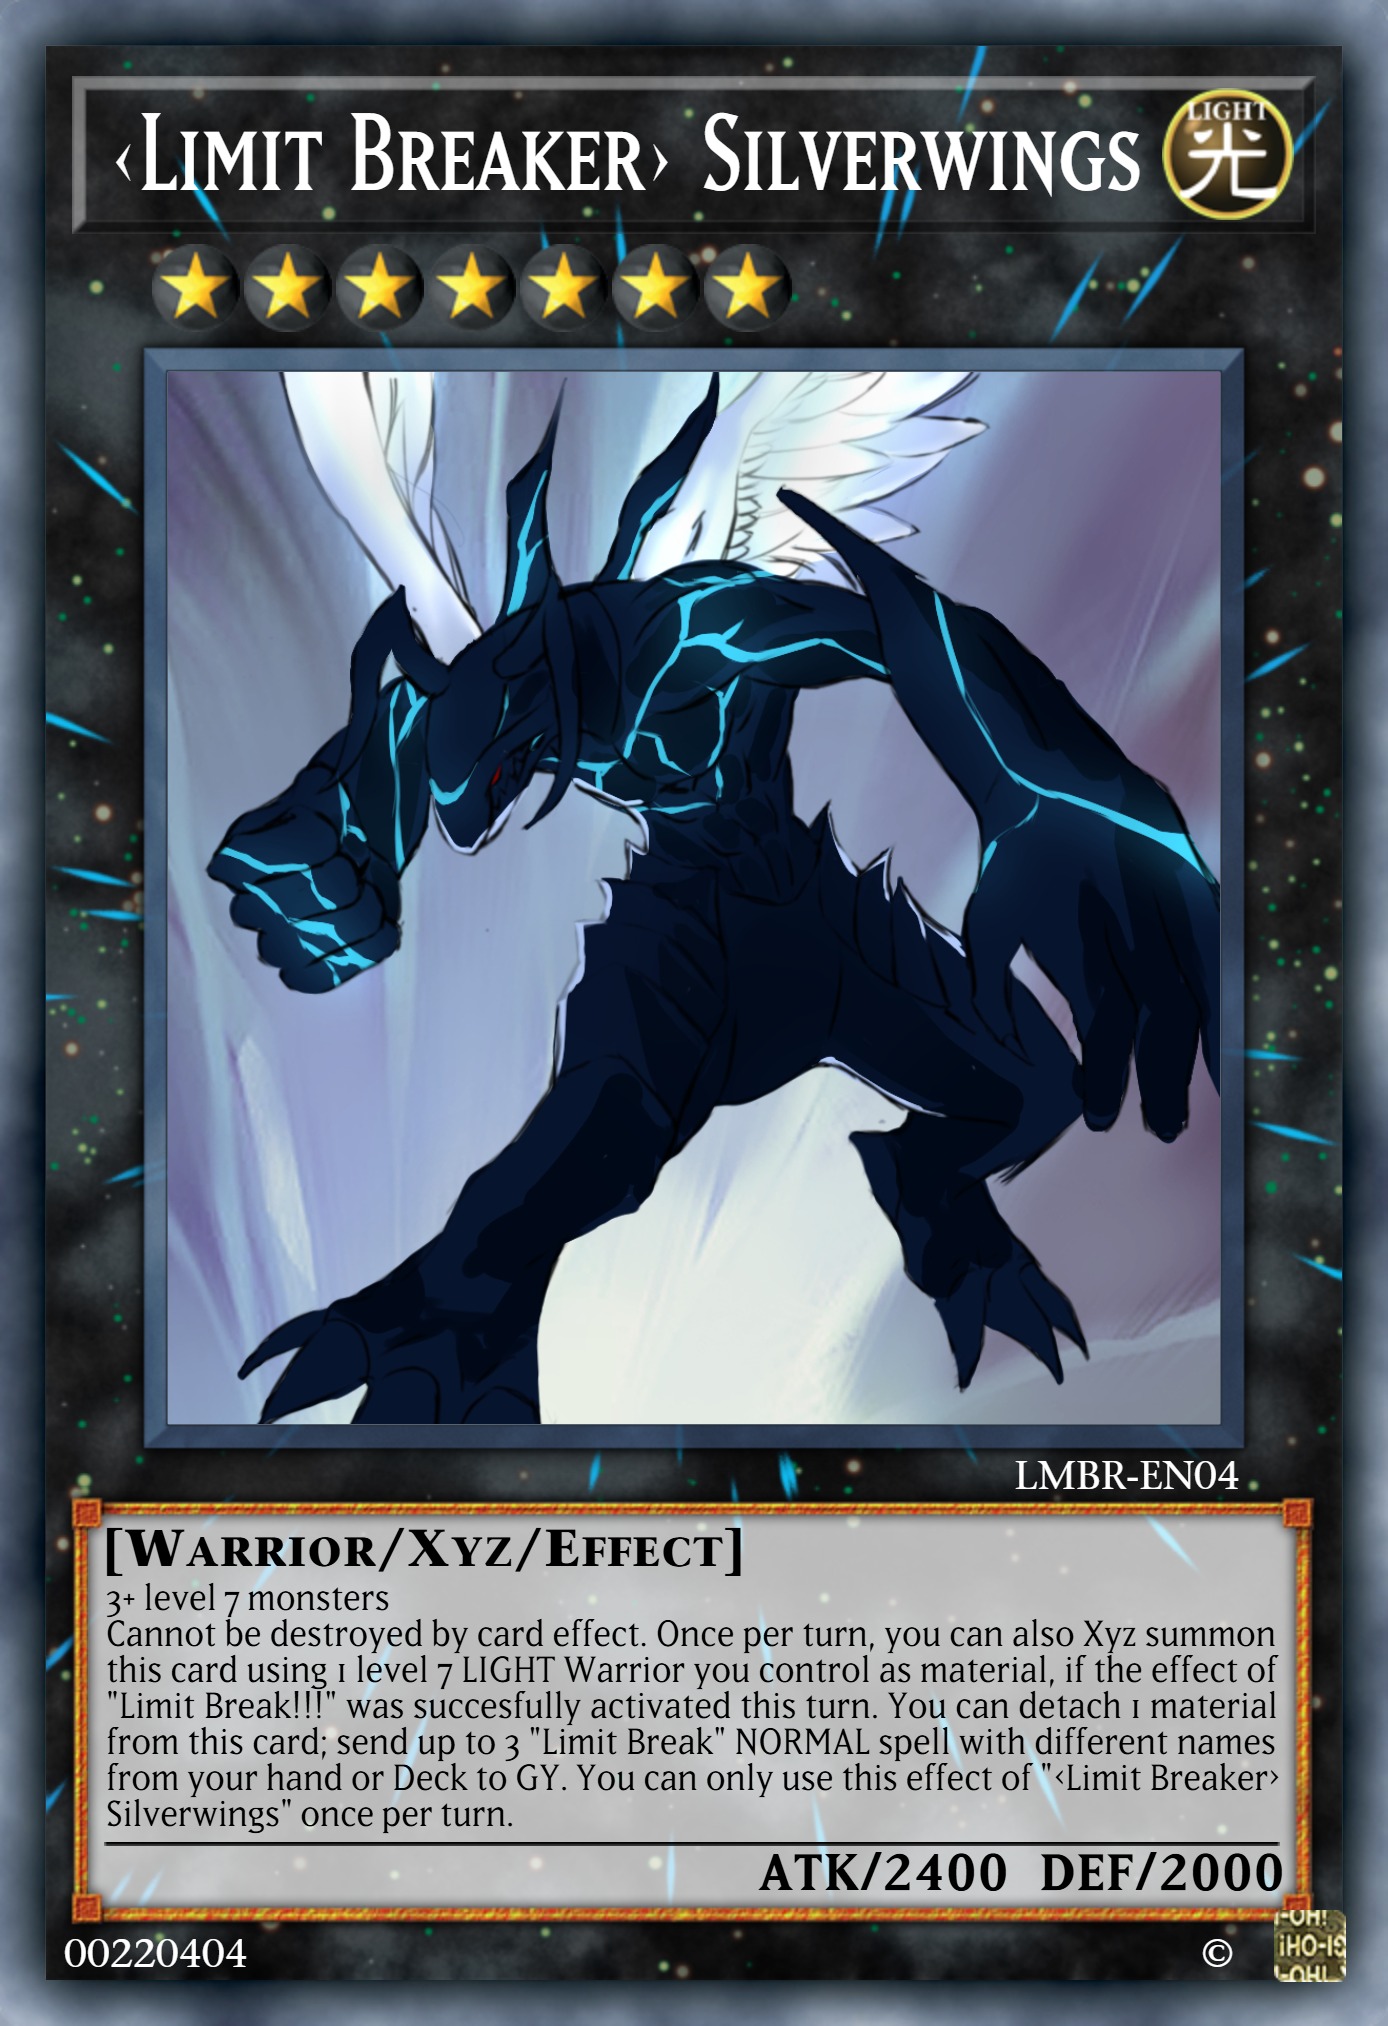 ‹Limit Breaker› Silverwings
LIGHT
光
LMBR-EN04
[Warrior/Xyz/Effect]
3+ level 7 monsters
Cannot be destroyed by card effect. Once per turn, you can also Xyz summon
this card using 1 level 7 LIGHT Warrior you control as material, if the effect of
"Limit Break!!!" was succesfully activated this turn. You can detach 1 material
from this card; send up to 3 "Limit Break" NORMAL spell with different names
from your hand or Deck to GY. You can only use this effect of "‹Limit Breaker›
Silverwings" once per turn.
ATK/2400 DEF/2000
00220404
©